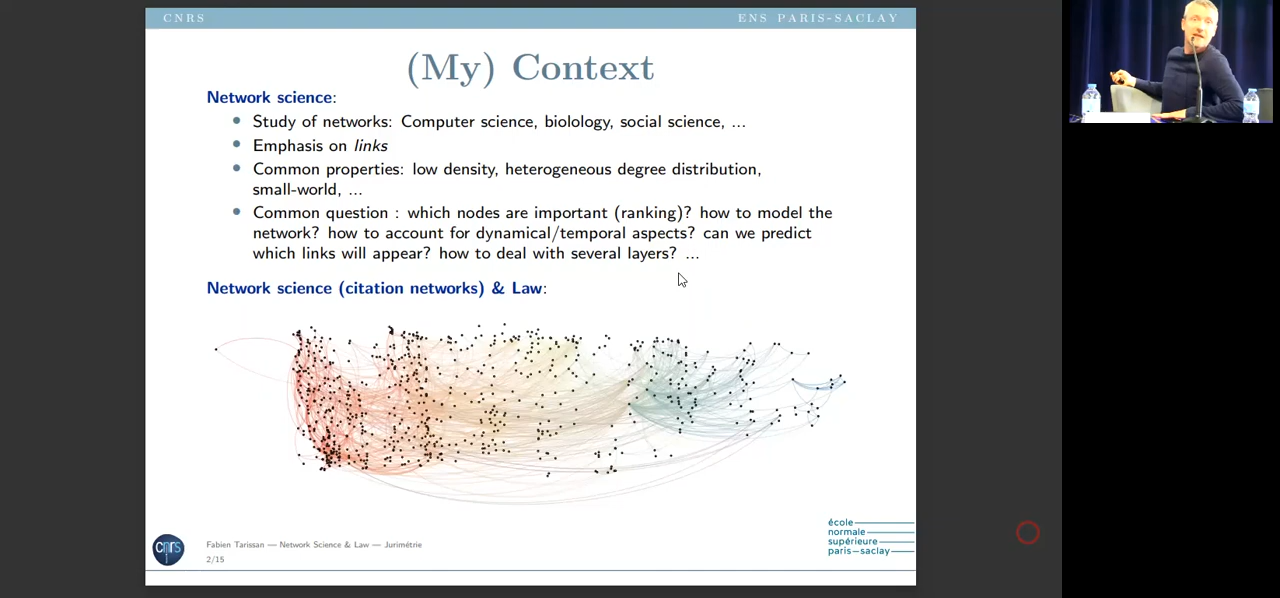 CNRS
ENS PARIS-SACLAY
(My) Context
Network science:
Study of networks: Computer science, biolology, social science, ...
Emphasis on links
Common properties: low density, heterogeneous degree distribution,
small-world, ...
Common question : which nodes are important (ranking)? how to model the
network? how to account for dynamical/temporal aspects? can we predict
which links will appear? how to deal with several layers? ...
Network science (citation networks) & Law:
cnrs
Fabien Tarissan — Network Science & Law — Jurimétrie
2/15
école
normale
supérieure
paris–saclay